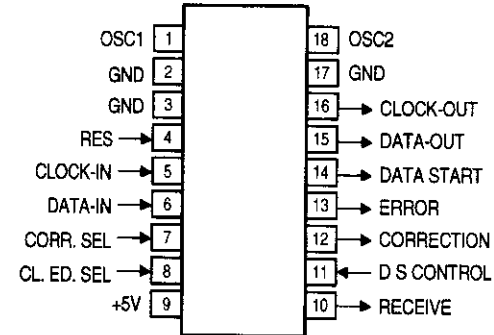 OSC1 1 18 OSC2
GND 2 17 GND
GND 3 16 CLOCK-OUT
RES 4 15 DATA-OUT
CLOCK-IN 5 14 DATA START
DATA-IN 6 13 ERROR
CORR. SEL 7 12 CORRECTION
CL. ED. SEL 8 11 D S CONTROL
+5V 9 10 RECEIVE